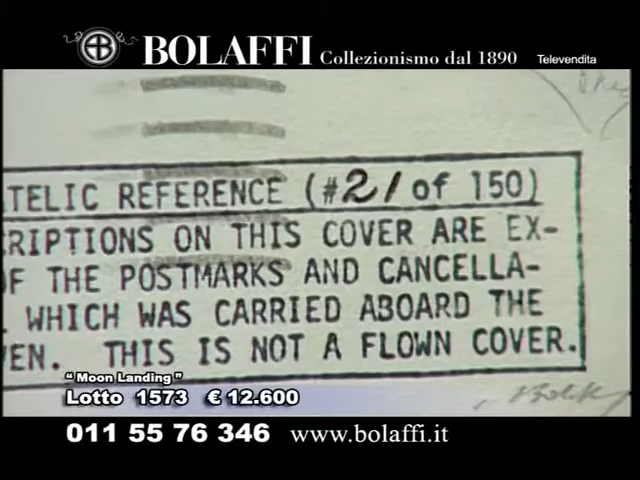 BOLAFFI Collezionismo dal 1890 Televendita
TELIC REFERENCE (#21 of 150)
RIPTIONS ON THIS COVER ARE EX-
F THE POSTMARKS AND CANCELLA-
WHICH WAS CARRIED ABOARD THE
EN. THIS IS NOT A FLOWN COVER.
" Moon Landing "
Lotto 1573 € 12.600
011 55 76 346 www.bolaffi.it